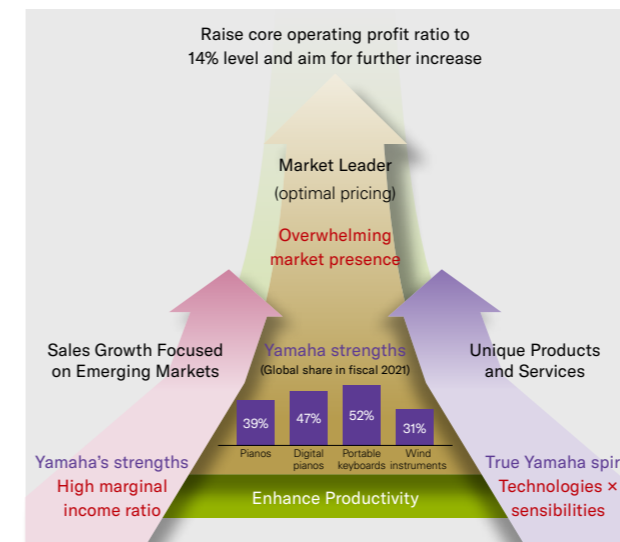 Raise core operating profit ratio to
14% level and aim for further increase
Market Leader
(optimal pricing)
Overwhelming
market presence
Sales Growth Focused
on Emerging Markets
Yamaha's strengths
High marginal
income ratio
Yamaha strengths
(Global share in fiscal 2021)
39%
47%
52%
31%
Pianos
Digital
pianos
Portable
keyboards
Wind
instruments
Enhance Productivity
Unique Products
and Services
True Yamaha spir
Technologies ×
sensibilities